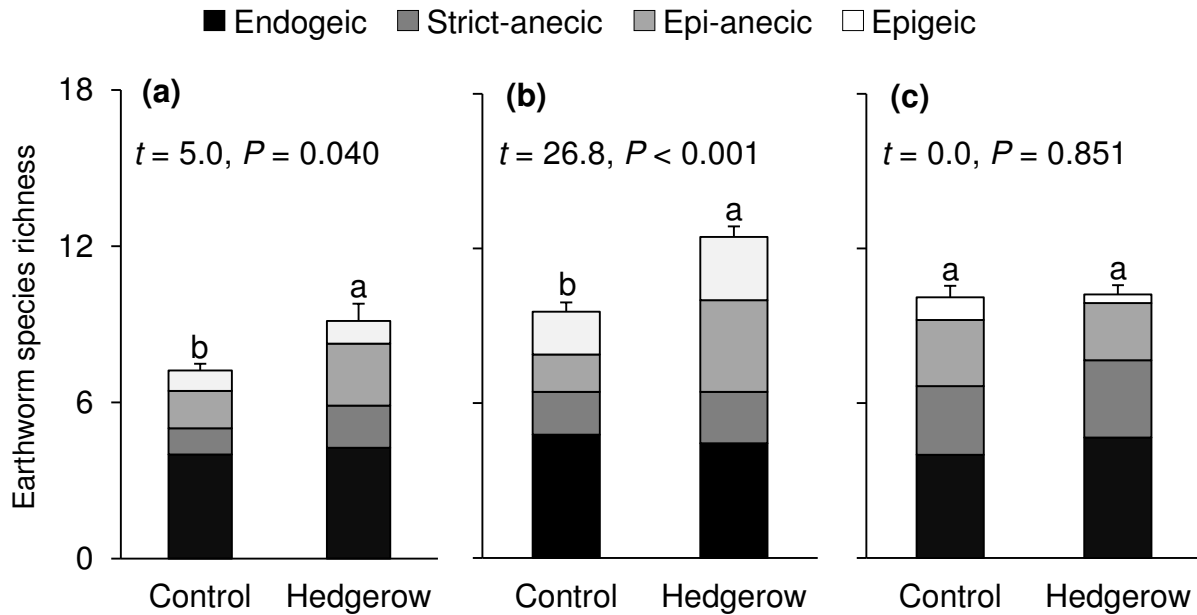 Endogeic Strict-anecic Epi-anecic Epigeic
(a) (b) (c)
t = 5.0, P = 0.040 t = 26.8, P < 0.001 t = 0.0, P = 0.851
Earthworm species richness
18
12
6
0
b a b a a a
Control Hedgerow Control Hedgerow Control Hedgerow